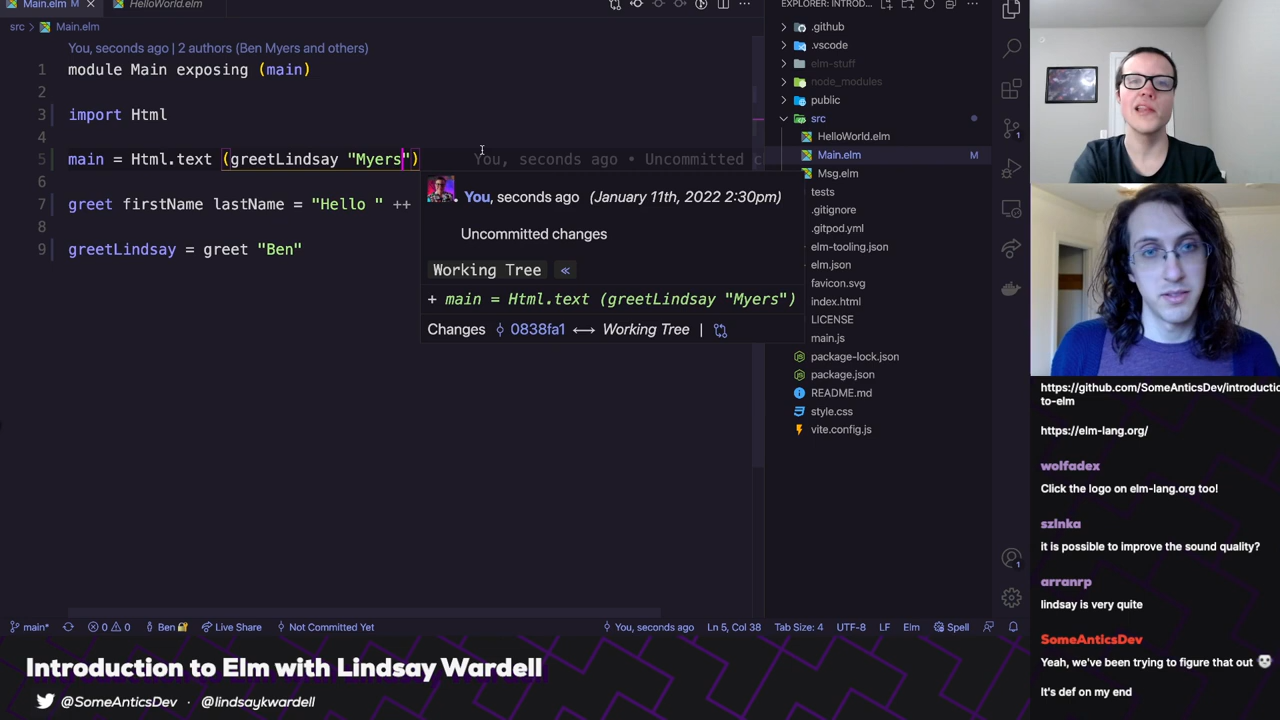 Main.elm M
HelloWorld.elm
src > Main.elm
You, seconds ago | 2 authors (Ben Myers and others)
1 module Main exposing (main)
2
3 import Html
4
5 main = Html.text (greetLindsay "Myers") You, seconds ago • Uncommitted c
6
7 greet firstName lastName = "Hello " ++
8
9 greetLindsay = greet "Ben"
You, seconds ago (January 11th, 2022 2:30pm)
Uncommitted changes
Working Tree «
+ main = Html.text (greetLindsay "Myers")
Changes 0838fa1 ⟷ Working Tree |
EXPLORER: INTROD...
.github
.vscode
elm-stuff
node_modules
public
src
HelloWorld.elm
Main.elm M
Msg.elm
tests
.gitignore
.gitpod.yml
elm-tooling.json
elm.json
favicon.svg
index.html
LICENSE
main.js
package-lock.json
package.json
README.md
style.css
vite.config.js
main* 0 0 Ben Live Share Not Committed Yet You, seconds ago Ln 5, Col 38 Tab Size: 4 UTF-8 LF Elm Spell
Introduction to Elm with Lindsay Wardell
@SomeAnticsDev · @lindsaykwardell
https://github.com/SomeAnticsDev/introductic
to-elm
https://elm-lang.org/
wolfadex
Click the logo on elm-lang.org too!
szlnka
it is possible to improve the sound quality?
arranrp
lindsay is very quite
SomeAnticsDev
Yeah, we've been trying to figure that out
It's def on my end